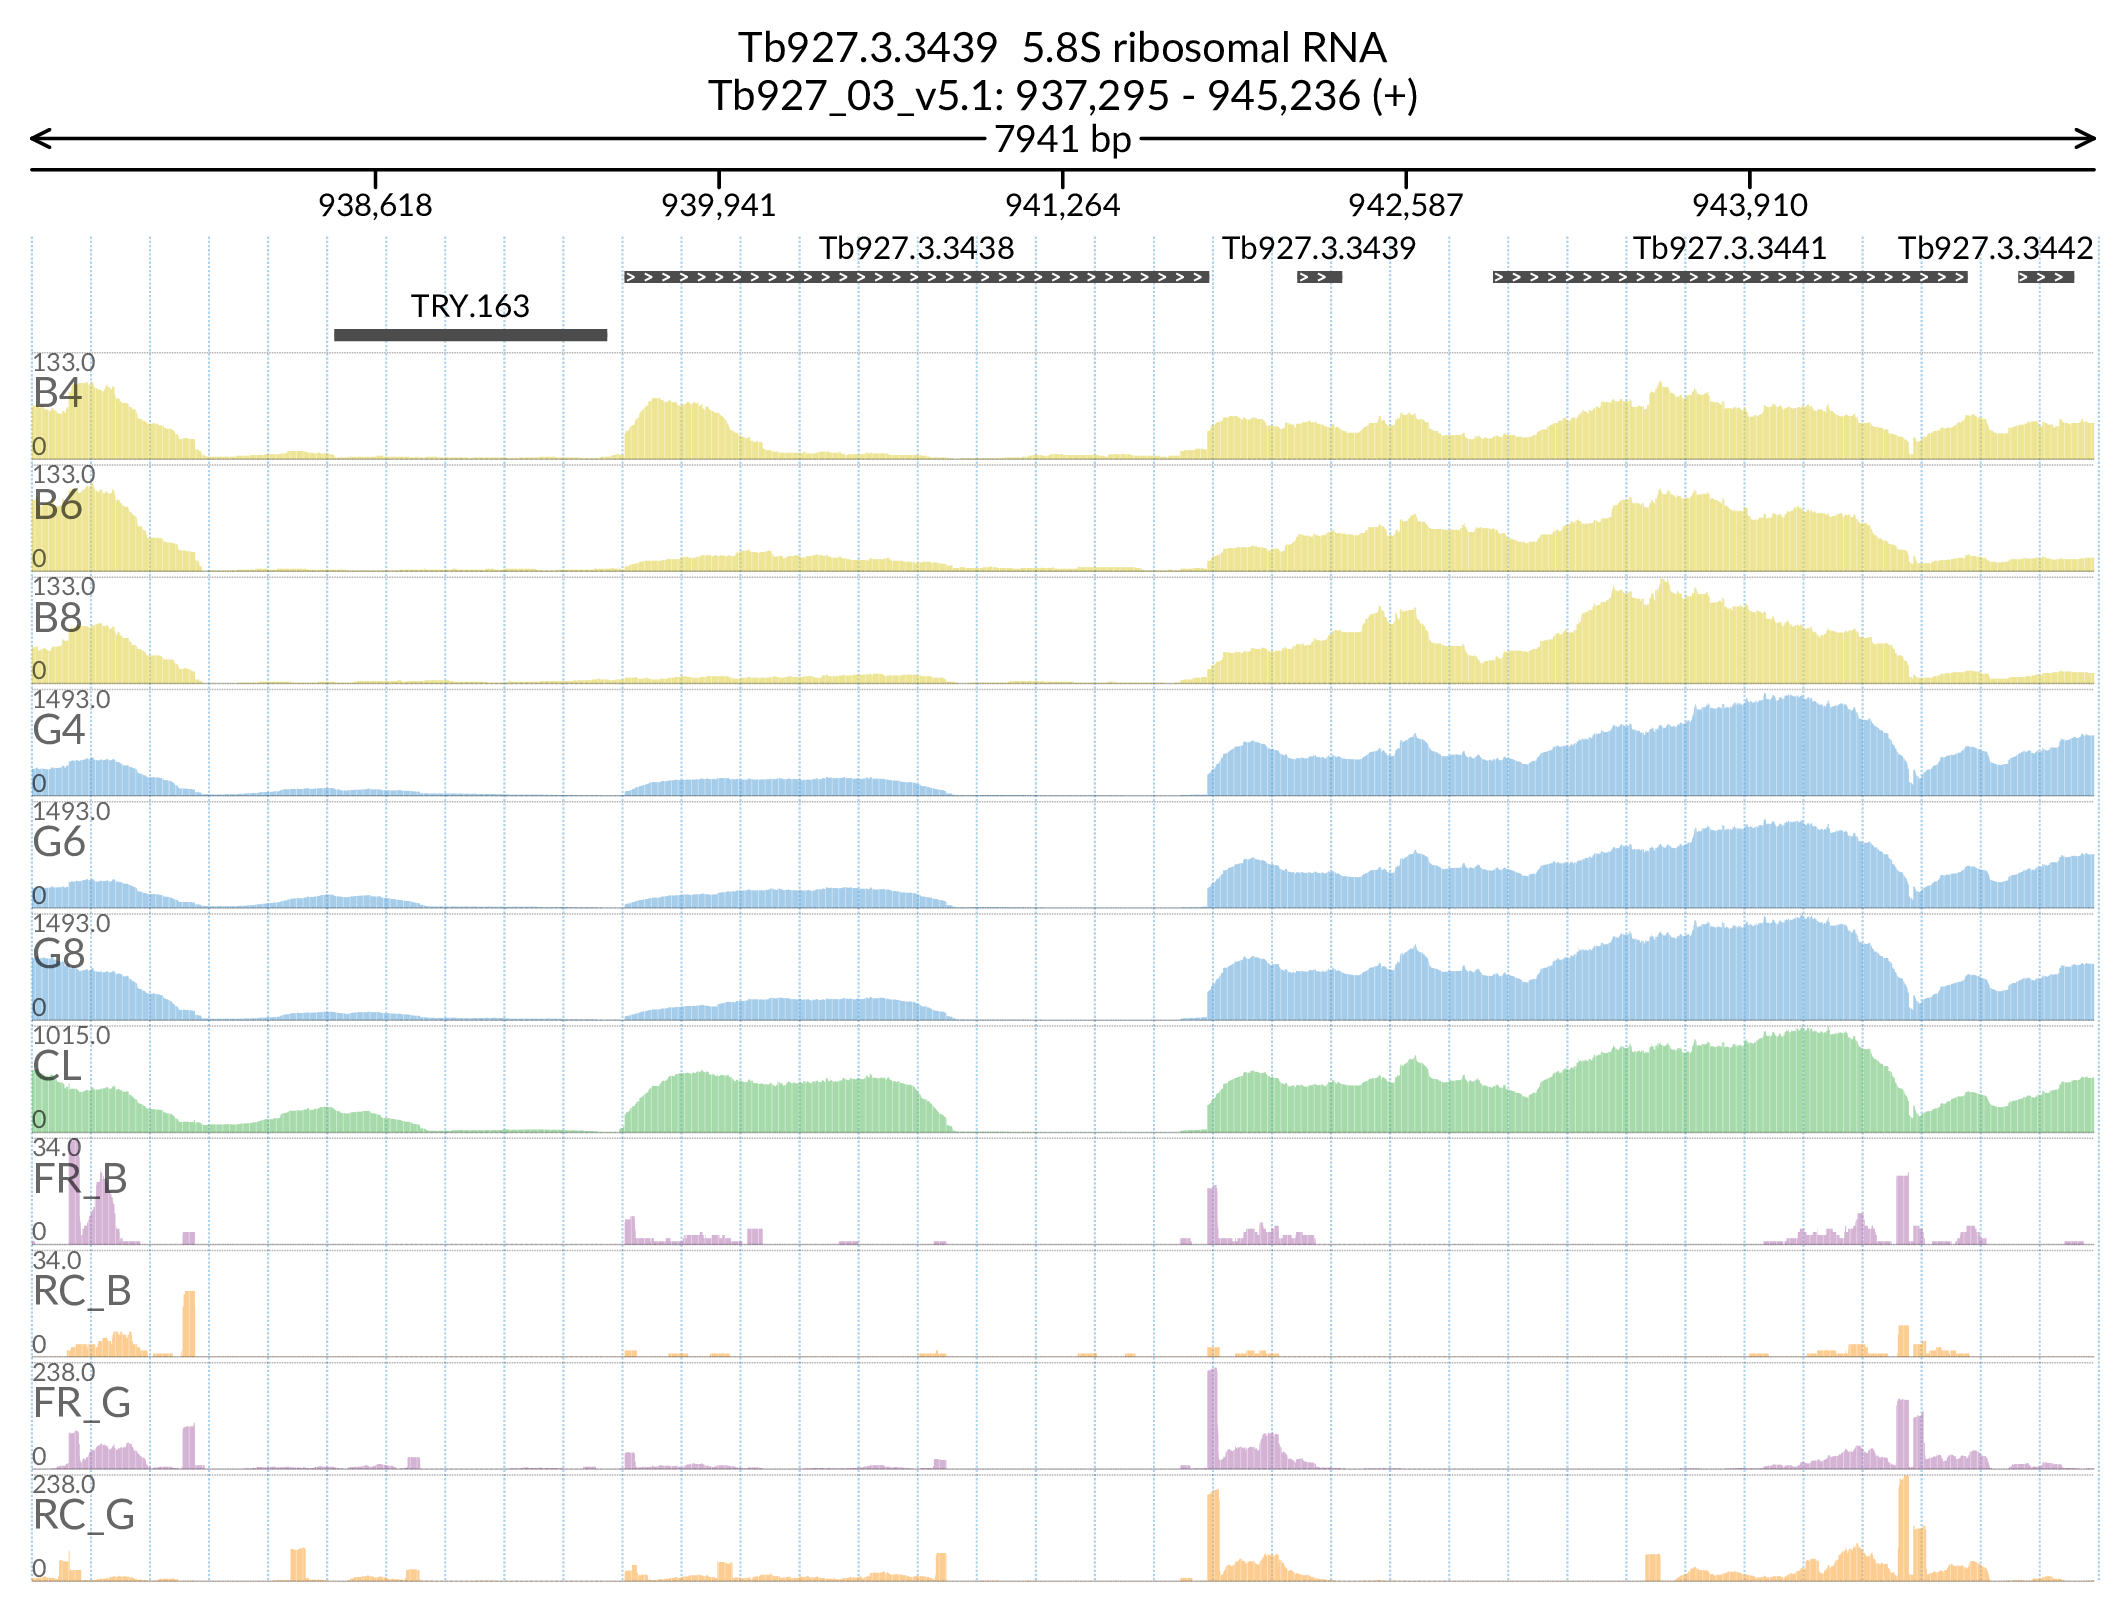 Tb927.3.3439 5.8S ribosomal RNA
Tb927_03_v5.1: 937,295 - 945,236 (+)
7941 bp
938,618 939,941 941,264 942,587 943,910
Tb927.3.3438 Tb927.3.3439 Tb927.3.3441 Tb927.3.3442
TRY.163
133.0
B4
0
133.0
B6
0
133.0
B8
0
1493.0
G4
0
1493.0
G6
0
1493.0
G8
0
1015.0
CL
0
34.0
FR_B
0
34.0
RC_B
0
238.0
FR_G
0
238.0
RC_G
0